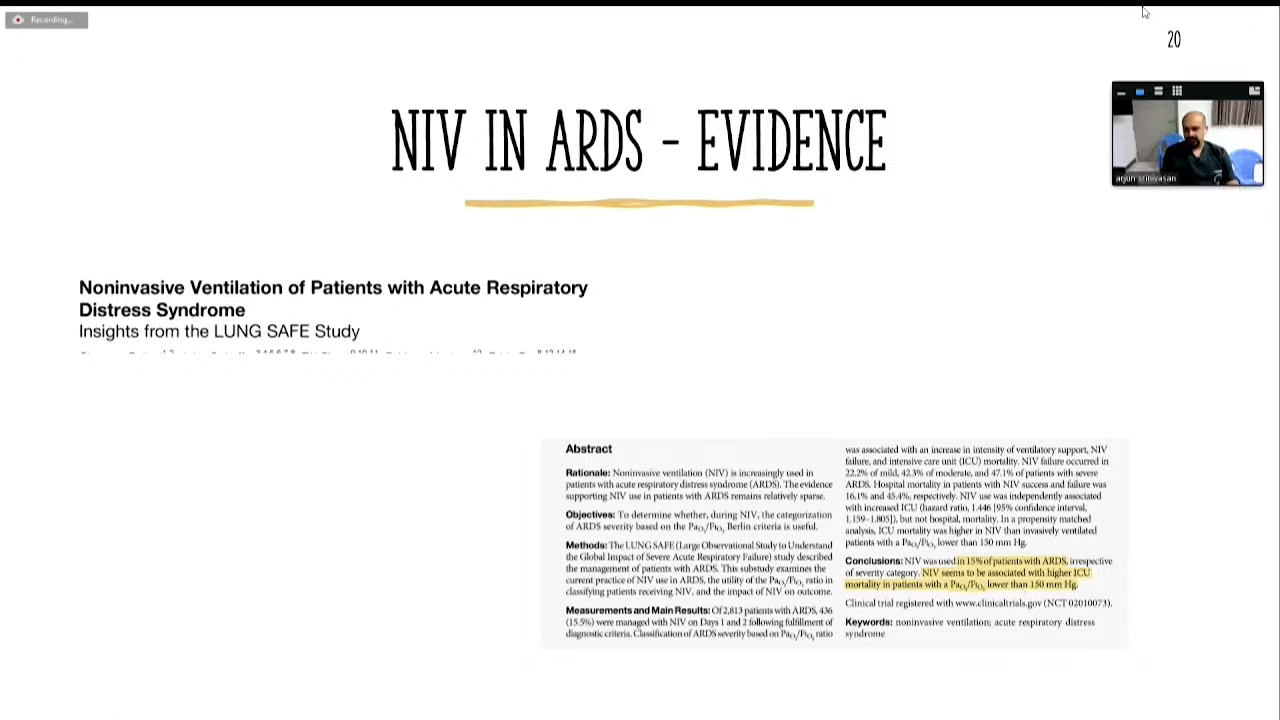 Recording...
20
NIV IN ARDS - EVIDENCE
arjun srinivasan
Noninvasive Ventilation of Patients with Acute Respiratory
Distress Syndrome
Insights from the LUNG SAFE Study
Abstract
Rationale: Noninvasive ventilation (NIV) is increasingly used in
patients with acute respiratory distress syndrome (ARDS). The evidence
supporting NIV use in patients with ARDS remains relatively sparse.
Objectives: To determine whether, during NIV, the categorization
of ARDS severity based on the PaO2/FiO2 Berlin criteria is useful.
Methods: The LUNG SAFE (Large Observational Study to Understand
the Global Impact of Severe Acute Respiratory Failure) study described
the management of patients with ARDS. This substudy examines the
current practice of NIV use in ARDS, the utility of the PaO2/FiO2 ratio in
classifying patients receiving NIV, and the impact of NIV on outcome.
Measurements and Main Results: Of 2,813 patients with ARDS, 436
(15.5%) were managed with NIV on Days 1 and 2 following fulfillment of
diagnostic criteria. Classification of ARDS severity based on PaO2/FiO2 ratio
was associated with an increase in intensity of ventilatory support, NIV
failure, and intensive care unit (ICU) mortality. NIV failure occurred in
22.2% of mild, 42.3% of moderate, and 47.1% of patients with severe
ARDS. Hospital mortality in patients with NIV success and failure was
16.1% and 45.4%, respectively. NIV use was independently associated
with increased ICU (hazard ratio, 1.446 [95% confidence interval,
1.159–1.805]), but not hospital, mortality. In a propensity matched
analysis, ICU mortality was higher in NIV than invasively ventilated
patients with a PaO2/FiO2 lower than 150 mm Hg.
Conclusions: NIV was used in 15% of patients with ARDS, irrespective
of severity category. NIV seems to be associated with higher ICU
mortality in patients with a PaO2/FiO2 lower than 150 mm Hg.
Clinical trial registered with www.clinicaltrials.gov (NCT 02010073).
Keywords: noninvasive ventilation; acute respiratory distress
syndrome